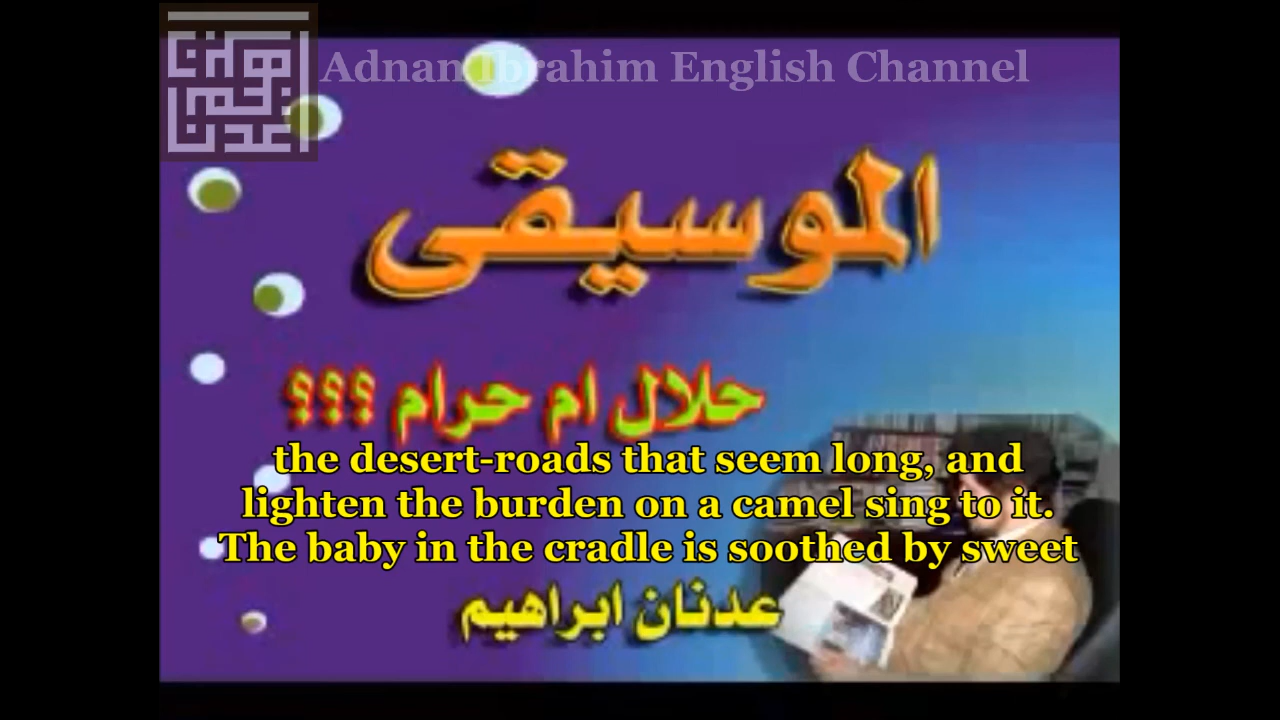 Adnan Ibrahim English Channel
الموسيقى
حلال ام حرام ؟؟؟
the desert-roads that seem long, and
lighten the burden on a camel sing to it.
The baby in the cradle is soothed by sweet
عدنان ابراهيم